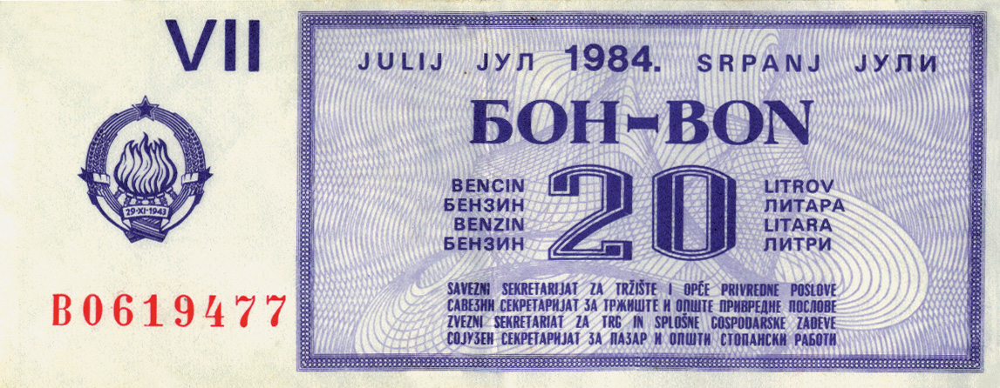 VII
JULIJ ЈУЛ 1984. SRPANJ ЈУЛИ
БОН-BON
BENCIN 20 LITROV
БЕНЗИН ЛИТАРА
BENZIN LITARA
БЕНЗИН ЛИТРИ
29·XI·1943
B0619477
SAVEZNI SEKRETARIJAT ZA TRŽIŠTE I OPĆE PRIVREDNE POSLOVE
САВЕЗНИ СЕКРЕТАРИЈАТ ЗА ТРЖИШТЕ И ОПШТЕ ПРИВРЕДНЕ ПОСЛОВЕ
ZVEZNI SEKRETARIAT ZA TRG IN SPLOŠNE GOSPODARSKE ZADEVE
СОЈУЗЕН СЕКРЕТАРИЈАТ ЗА ПАЗАР И ОПШТИ СТОПАНСКИ РАБОТИ